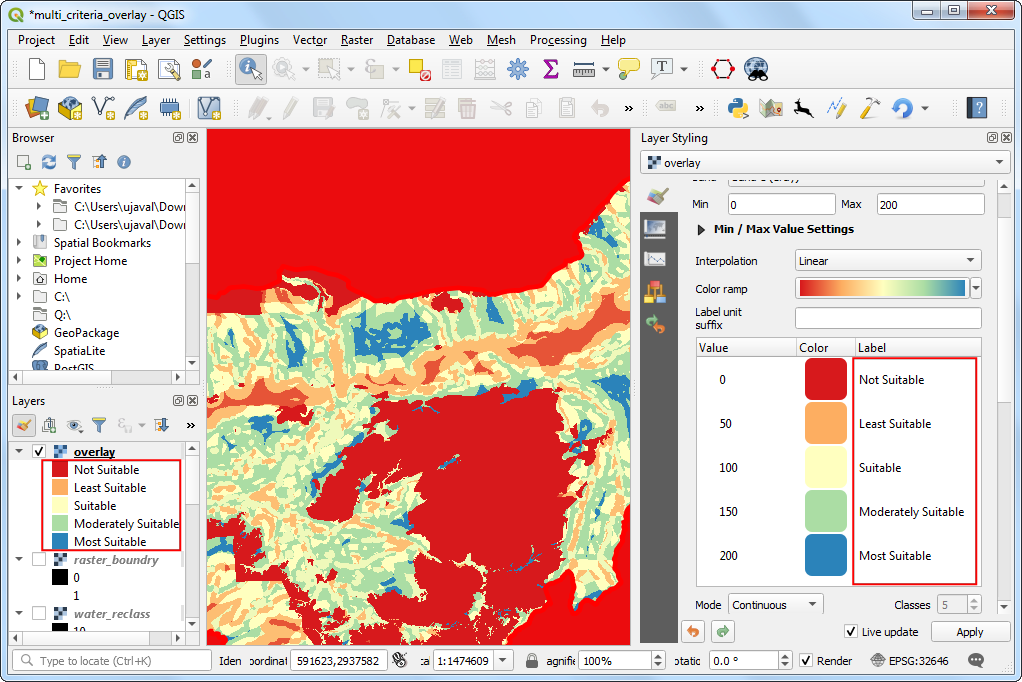 *multi_criteria_overlay - QGIS
Project Edit View Layer Settings Plugins Vector Raster Database Web Mesh Processing Help
Browser
Favorites
C:\Users\ujaval\Dow
C:\Users\ujaval\Dow
Spatial Bookmarks
Project Home
Home
C:\
Q:\
GeoPackage
SpatiaLite
PostGIS
Layers
overlay
Not Suitable
Least Suitable
Suitable
Moderately Suitable
Most Suitable
raster_boundry
0
1
water_reclass
10
Layer Styling
overlay
Min 0 Max 200
Min / Max Value Settings
Interpolation Linear
Color ramp
Label unit
suffix
Value Color Label
0 Not Suitable
50 Least Suitable
100 Suitable
150 Moderately Suitable
200 Most Suitable
Mode Continuous Classes 5
Live update Apply
Type to locate (Ctrl+K) Iden oordinat 591623,2937582 1:1474609 agnifi 100% otatic 0.0 ° Render EPSG:32646